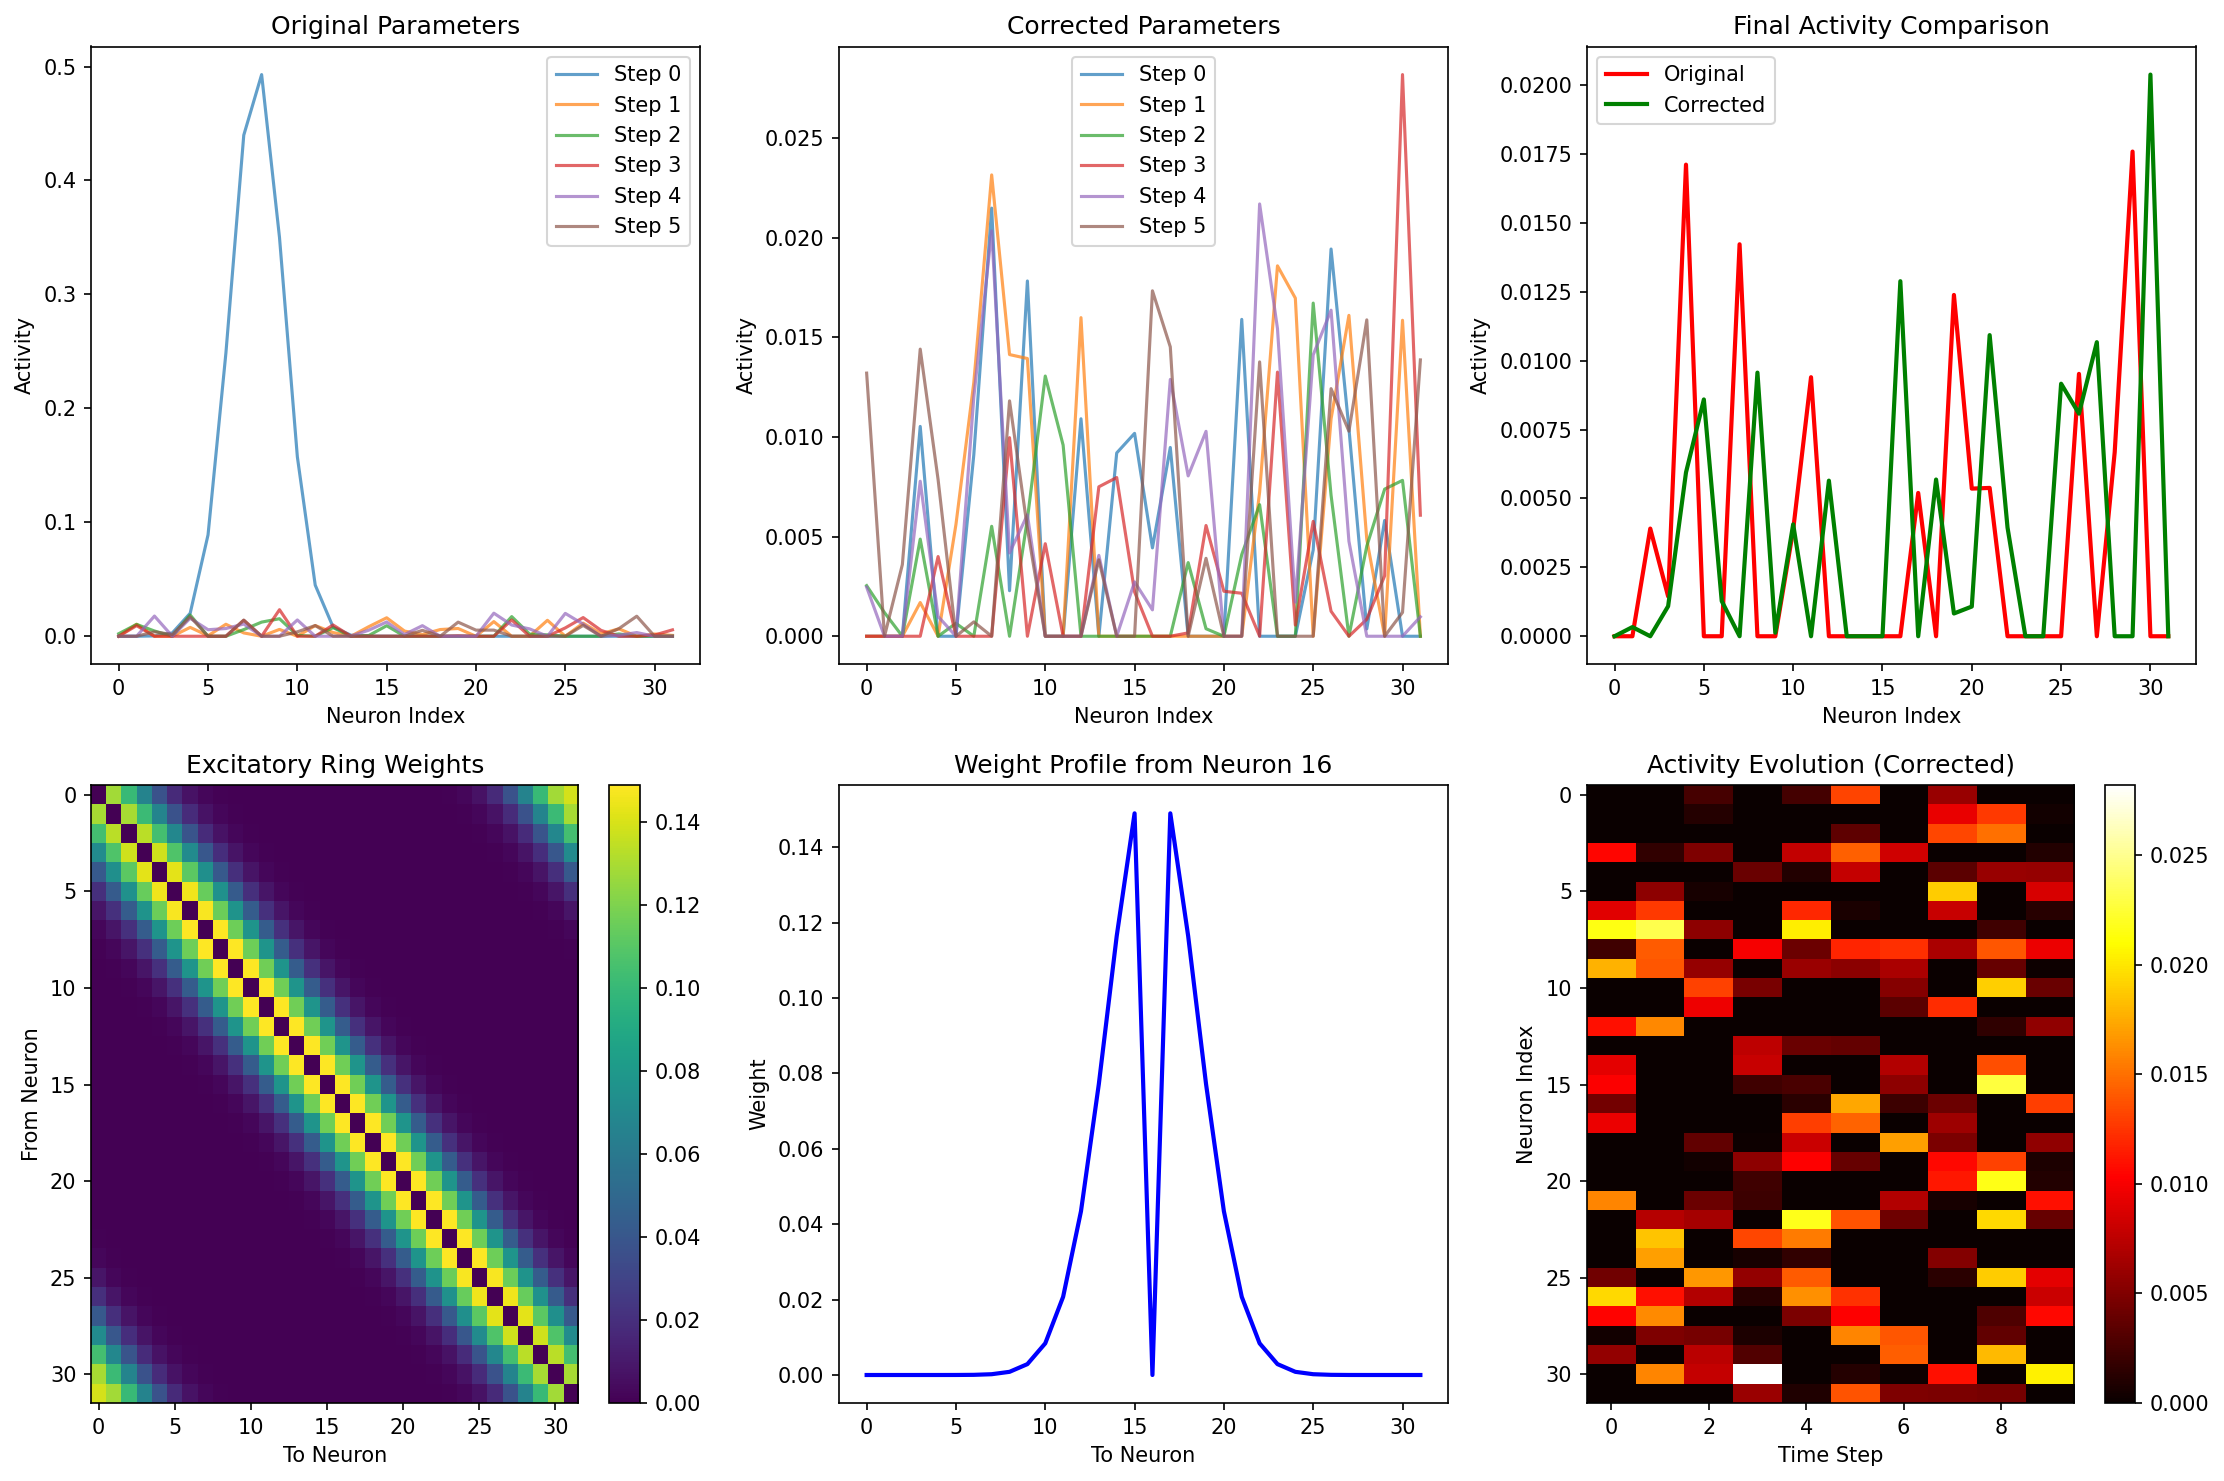 Original Parameters
Activity
0.5
0.4
0.3
0.2
0.1
0.0
Step 0
Step 1
Step 2
Step 3
Step 4
Step 5
0 5 10 15 20 25 30
Neuron Index
Corrected Parameters
Activity
0.025
0.020
0.015
0.010
0.005
0.000
Step 0
Step 1
Step 2
Step 3
Step 4
Step 5
0 5 10 15 20 25 30
Neuron Index
Final Activity Comparison
Activity
0.0200
0.0175
0.0150
0.0125
0.0100
0.0075
0.0050
0.0025
0.0000
Original
Corrected
0 5 10 15 20 25 30
Neuron Index
Excitatory Ring Weights
From Neuron
0
5
10
15
20
25
30
0 5 10 15 20 25 30
To Neuron
0.14
0.12
0.10
0.08
0.06
0.04
0.02
0.00
Weight Profile from Neuron 16
Weight
0.14
0.12
0.10
0.08
0.06
0.04
0.02
0.00
0 5 10 15 20 25 30
To Neuron
Activity Evolution (Corrected)
Neuron Index
0
5
10
15
20
25
30
0 2 4 6 8
Time Step
0.025
0.020
0.015
0.010
0.005
0.000